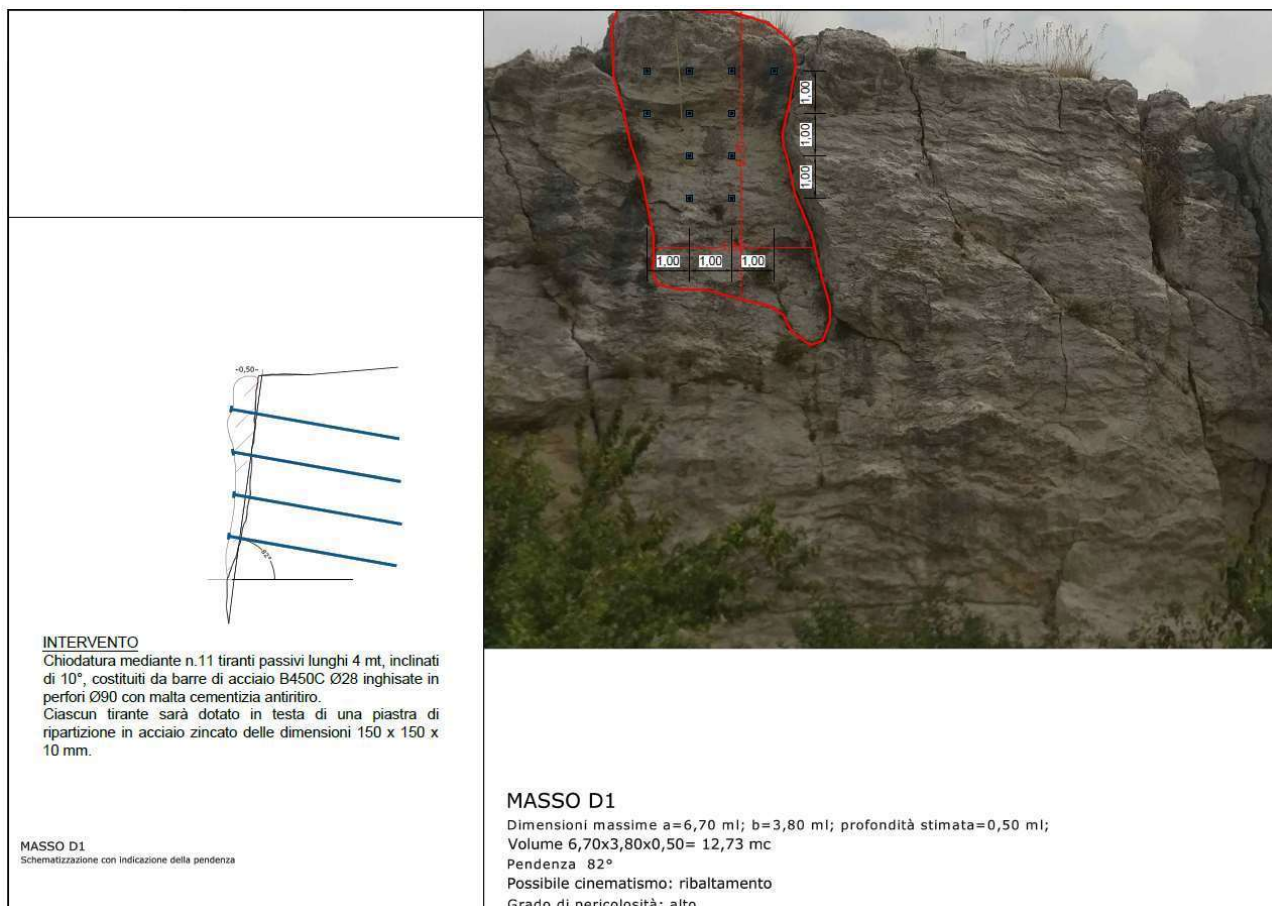 -0,50-
82°
INTERVENTO
Chiodatura mediante n.11 tiranti passivi lunghi 4 mt, inclinati
di 10°, costituiti da barre di acciaio B450C Ø28 inghisate in
perfori Ø90 con malta cementizia antiritiro.
Ciascun tirante sarà dotato in testa di una piastra di
ripartizione in acciaio zincato delle dimensioni 150 x 150 x
10 mm.
MASSO D1
Schematizzazione con indicazione della pendenza
1,00
1,00
1,00
1,00 1,00 1,00
MASSO D1
Dimensioni massime a=6,70 ml; b=3,80 ml; profondità stimata=0,50 ml;
Volume 6,70x3,80x0,50= 12,73 mc
Pendenza 82°
Possibile cinematismo: ribaltamento
Grado di pericolosità: alto